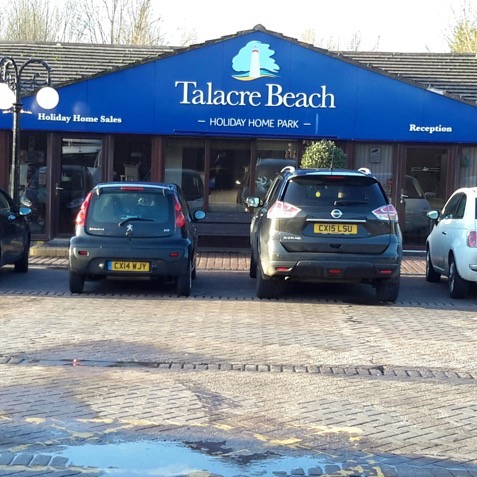 Talacre Beach
— HOLIDAY HOME PARK —
Holiday Home Sales
Reception
CX14 WJY
CX15 LSU